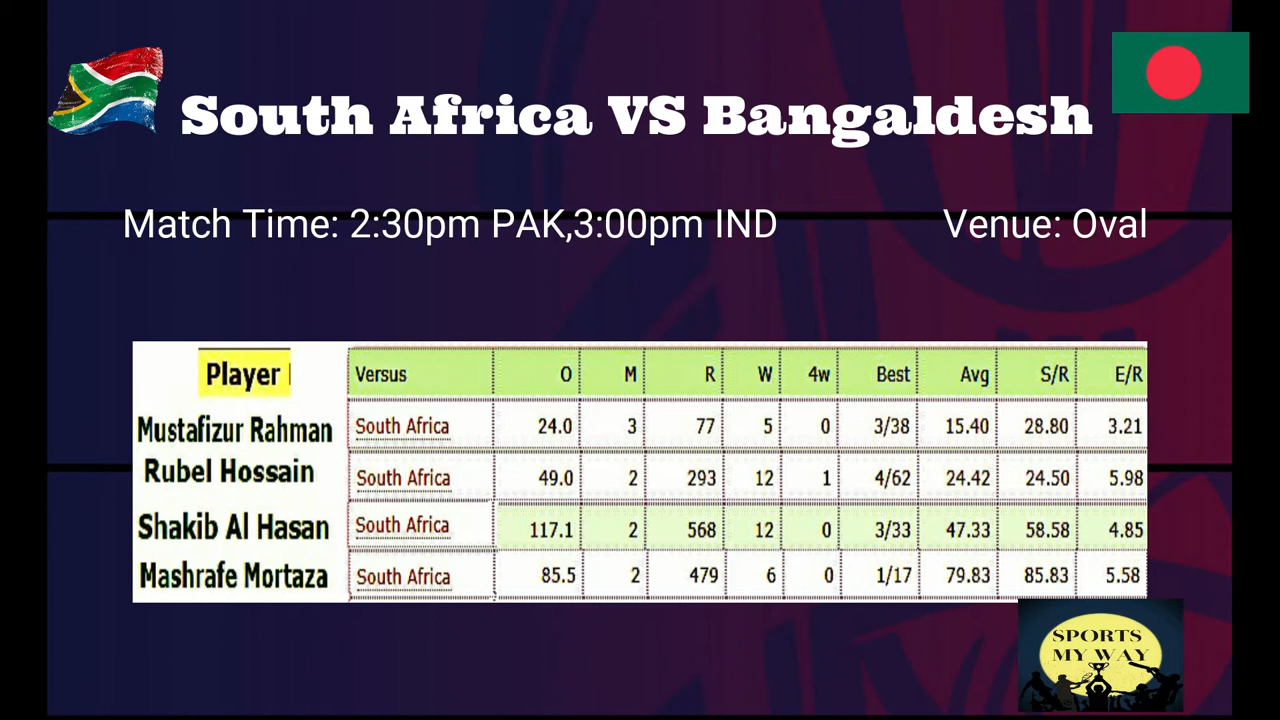 South Africa VS Bangaldesh
Match Time: 2:30pm PAK,3:00pm IND Venue: Oval
Player Versus O M R W 4w Best Avg S/R E/R
Mustafizur Rahman South Africa 24.0 3 77 5 0 3/38 15.40 28.80 3.21
Rubel Hossain South Africa 49.0 2 293 12 1 4/62 24.42 24.50 5.98
Shakib Al Hasan South Africa 117.1 2 568 12 0 3/33 47.33 58.58 4.85
Mashrafe Mortaza South Africa 85.5 2 479 6 0 1/17 79.83 85.83 5.58
SPORTS
MY WAY